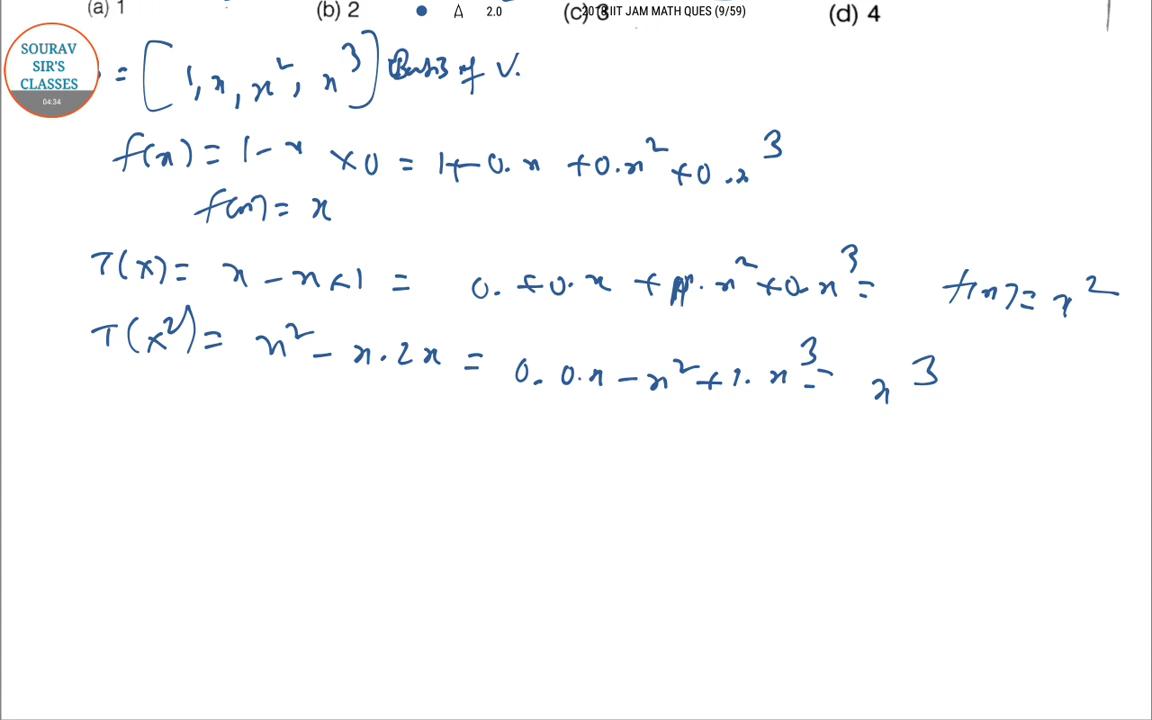 (a) 1 (b) 2 A 2.0 (c) 3 IIT JAM MATH QUES (9/59) (d) 4
SOURAV
SIR'S
CLASSES
04:34
= [1, x, x², x³] Basis of V.
f(x) = 1 - x × 0 = 1 + 0. x + 0.x² + 0.x³
f(x) = x
T(x) = x - x × 1 = 0. + 0. x + x² + 0 x³ = f(x) = x²
T(x²) = x² - x . 2x = 0. 0.x - x² + 1. x³ = x³